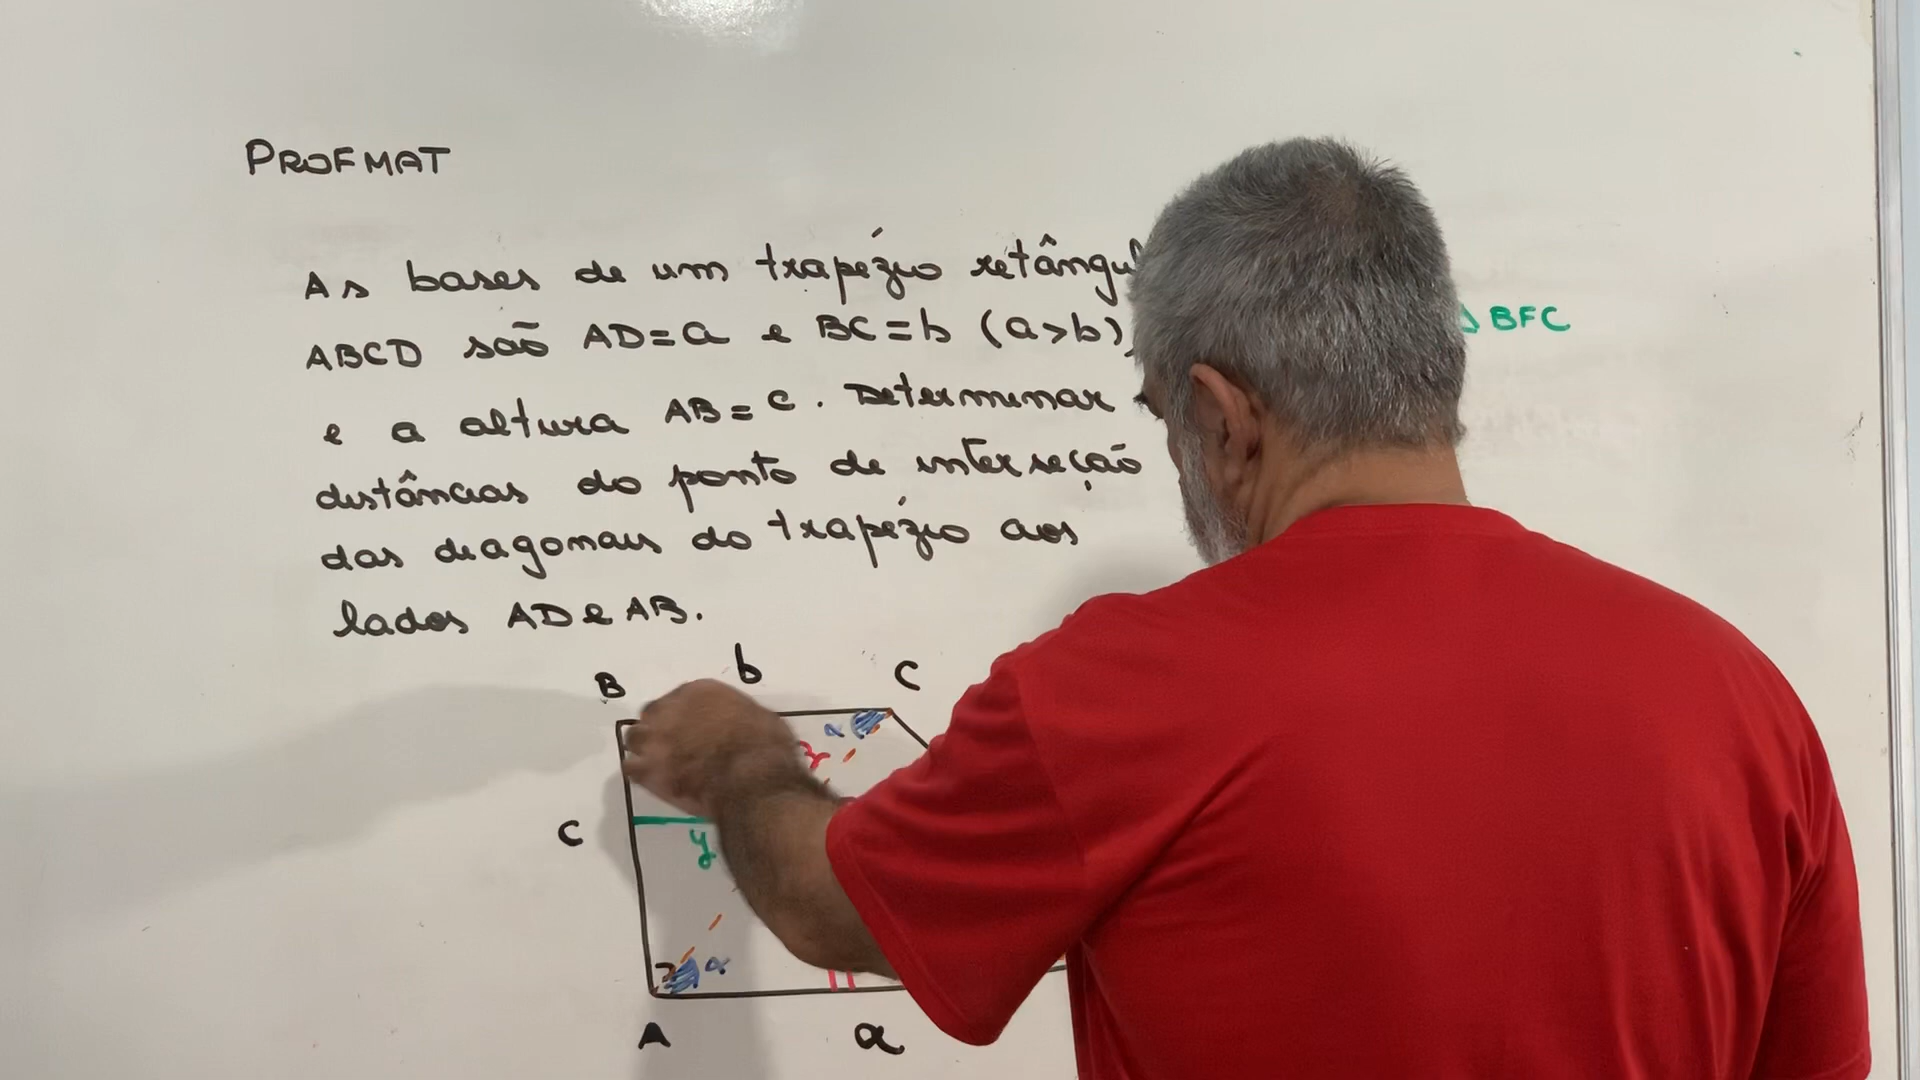 PROFMAT
As bases de um trapézio
ABCD são AD=a e BC=b (a>b),
e a altura AB=c. Determinar
distâncias do ponto de interseção
das diagonais do trapézio aos
lados AD e AB.
BFC
B b C
α
C
y
α
A a